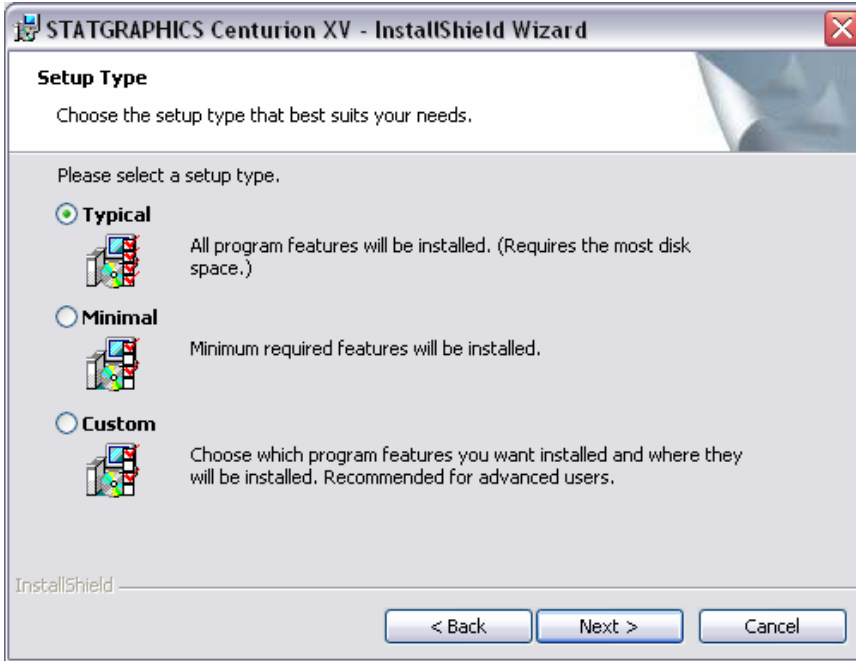 STATGRAPHICS Centurion XV - InstallShield Wizard
Setup Type
Choose the setup type that best suits your needs.
Please select a setup type.
Typical
All program features will be installed. (Requires the most disk
space.)
Minimal
Minimum required features will be installed.
Custom
Choose which program features you want installed and where they
will be installed. Recommended for advanced users.
InstallShield
< Back Next > Cancel